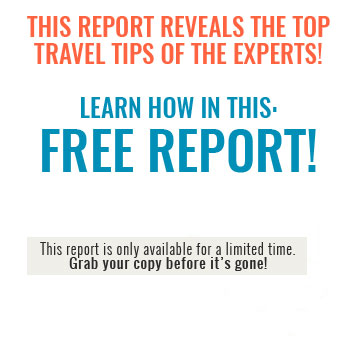 THIS REPORT REVEALS THE TOP
TRAVEL TIPS OF THE EXPERTS!
LEARN HOW IN THIS·
FREE REPORT!
This report is only available for a limited time.
Grab your copy before it's gone!